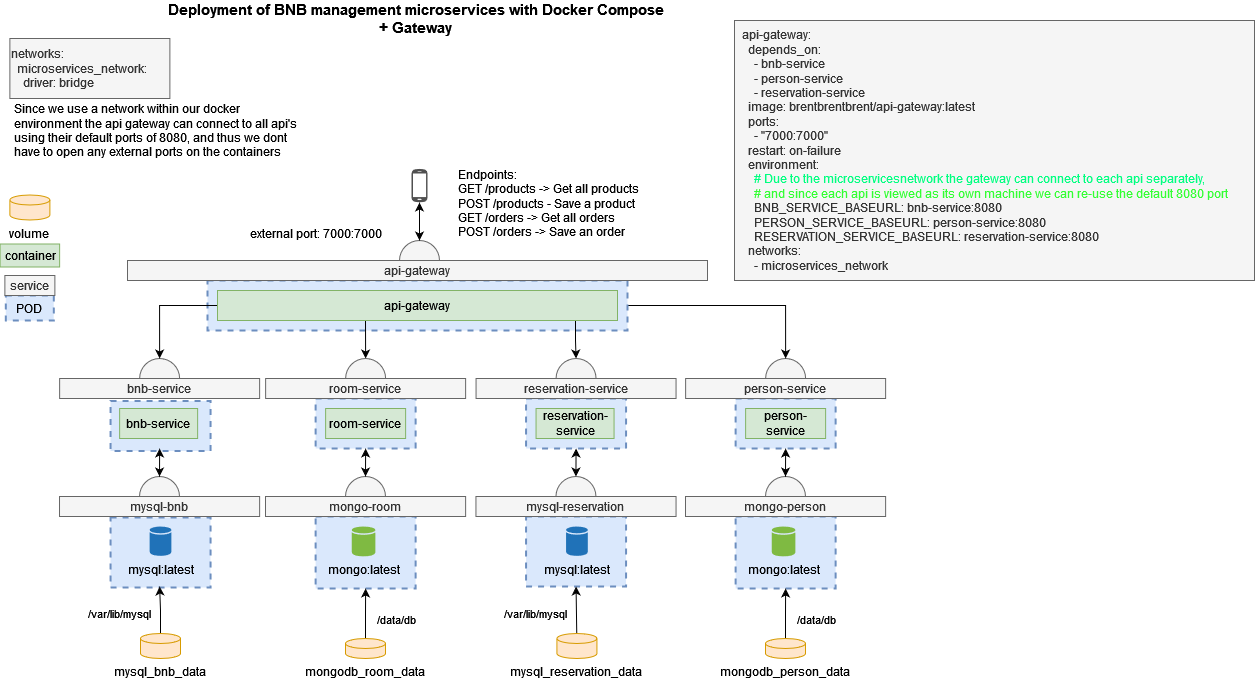 Deployment of BNB management microservices with Docker Compose
+ Gateway
networks:
microservices_network:
driver: bridge
Since we use a network within our docker
environment the api gateway can connect to all api's
using their default ports of 8080, and thus we dont
have to open any external ports on the containers
api-gateway:
depends_on:
- bnb-service
- person-service
- reservation-service
image: brentbrentbrent/api-gateway:latest
ports:
- "7000:7000"
restart: on-failure
environment:
# Due to the microservicesnetwork the gateway can connect to each api separately,
# and since each api is viewed as its own machine we can re-use the default 8080 port
BNB_SERVICE_BASEURL: bnb-service:8080
PERSON_SERVICE_BASEURL: person-service:8080
RESERVATION_SERVICE_BASEURL: reservation-service:8080
networks:
- microservices_network
volume
container
service
POD
Endpoints:
GET /products -> Get all products
POST /products - Save a product
GET /orders -> Get all orders
POST /orders -> Save an order
external port: 7000:7000
api-gateway
api-gateway
bnb-service
room-service
reservation-service
person-service
bnb-service
room-service
reservation-
service
person-
service
mysql-bnb
mongo-room
mysql-reservation
mongo-person
mysql:latest
mongo:latest
mysql:latest
mongo:latest
/var/lib/mysql
/data/db
/var/lib/mysql
/data/db
mysql_bnb_data
mongodb_room_data
mysql_reservation_data
mongodb_person_data